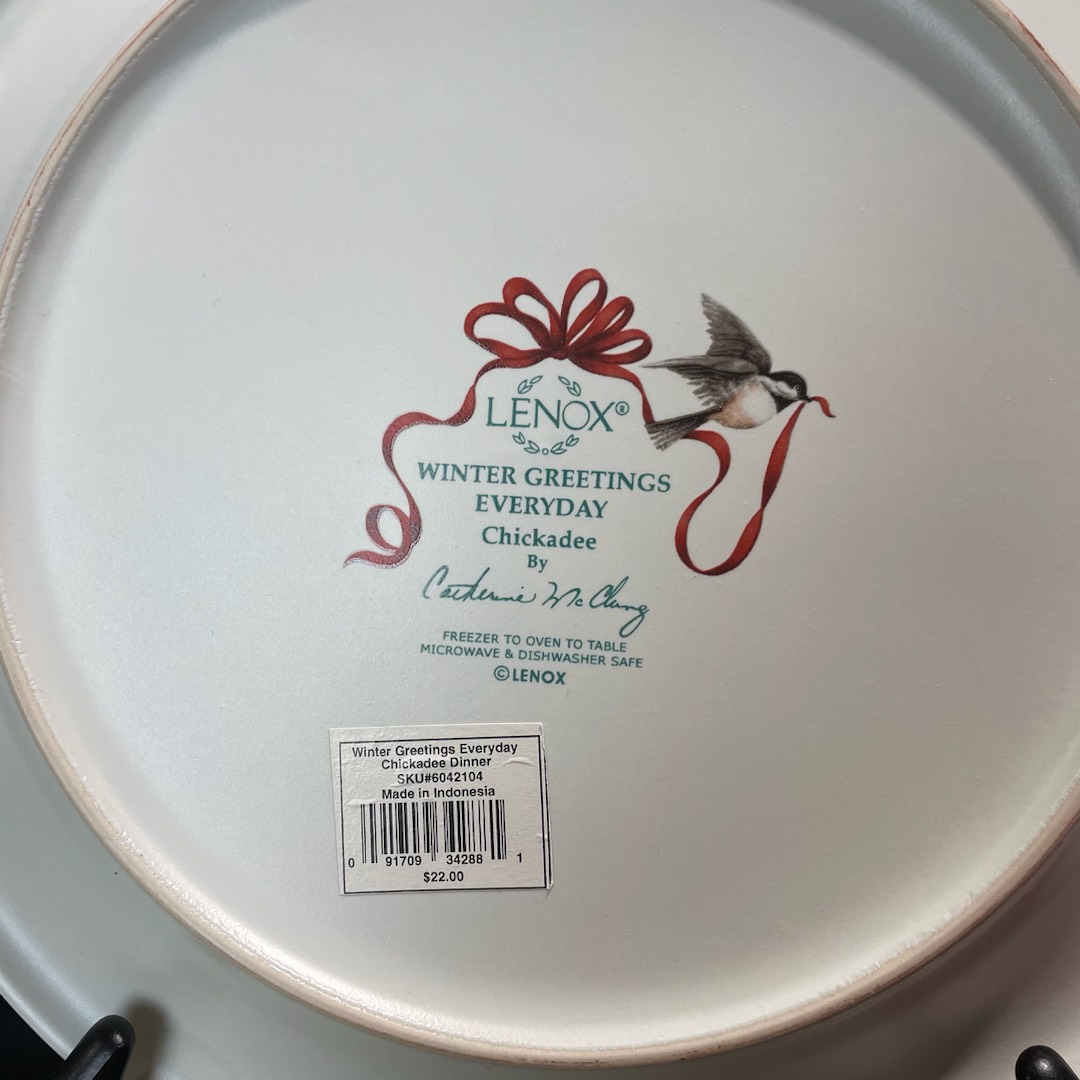 LENOX®
WINTER GREETINGS
EVERYDAY
Chickadee
By
Catherine McClung
FREEZER TO OVEN TO TABLE
MICROWAVE & DISHWASHER SAFE
©LENOX
Winter Greetings Everyday
Chickadee Dinner
SKU#6042104
Made in Indonesia
0 91709 34288 1
$22.00